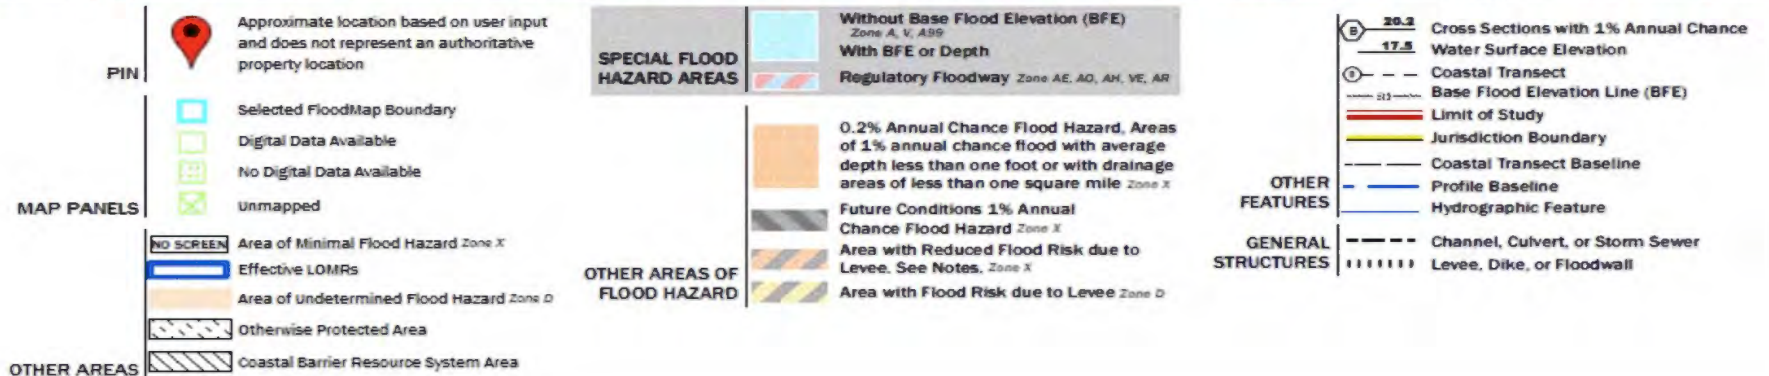 PIN
Approximate location based on user input
and does not represent an authoritative
property location
MAP PANELS
Selected FloodMap Boundary
Digital Data Available
No Digital Data Available
Unmapped
OTHER AREAS
NO SCREEN Area of Minimal Flood Hazard Zone X
Effective LOMRs
Area of Undetermined Flood Hazard Zone D
Otherwise Protected Area
Coastal Barrier Resource System Area
SPECIAL FLOOD
HAZARD AREAS
Without Base Flood Elevation (BFE)
Zone A, V, A99
With BFE or Depth
Regulatory Floodway Zone AE, AO, AH, VE, AR
OTHER AREAS OF
FLOOD HAZARD
0.2% Annual Chance Flood Hazard, Areas
of 1% annual chance flood with average
depth less than one foot or with drainage
areas of less than one square mile Zone X
Future Conditions 1% Annual
Chance Flood Hazard Zone X
Area with Reduced Flood Risk due to
Levee. See Notes. Zone X
Area with Flood Risk due to Levee Zone D
OTHER
FEATURES
B 20.2 Cross Sections with 1% Annual Chance
17.5 Water Surface Elevation
8 Coastal Transect
513 Base Flood Elevation Line (BFE)
Limit of Study
Jurisdiction Boundary
Coastal Transect Baseline
Profile Baseline
Hydrographic Feature
GENERAL
STRUCTURES
Channel, Culvert, or Storm Sewer
Levee, Dike, or Floodwall